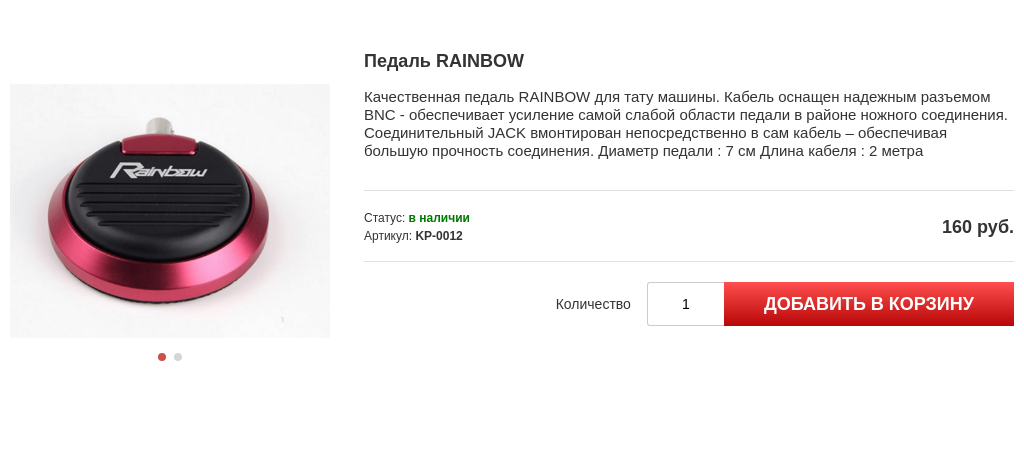 Педаль RAINBOW
Качественная педаль RAINBOW для тату машины. Кабель оснащен надежным разъемом
BNC - обеспечивает усиление самой слабой области педали в районе ножного соединения.
Соединительный JACK вмонтирован непосредственно в сам кабель – обеспечивая
большую прочность соединения. Диаметр педали : 7 см Длина кабеля : 2 метра
Rainbow
Статус: в наличии
Артикул: KP-0012
160 руб.
Количество
1
ДОБАВИТЬ В КОРЗИНУ